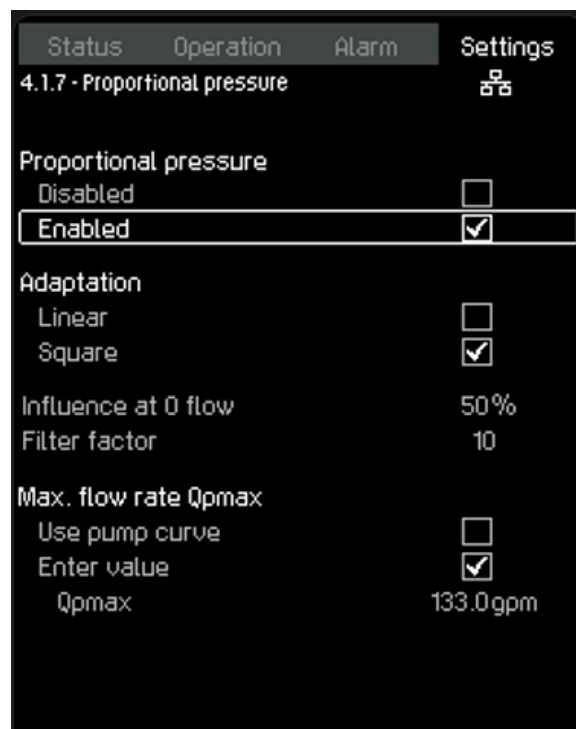 Status Operation Alarm Settings
4.1.7 - Proportional pressure
Proportional pressure
Disabled
Enabled
Adaptation
Linear
Square
Influence at 0 flow 50%
Filter factor 10
Max. flow rate Qpmax
Use pump curve
Enter value
Qpmax 133.0gpm